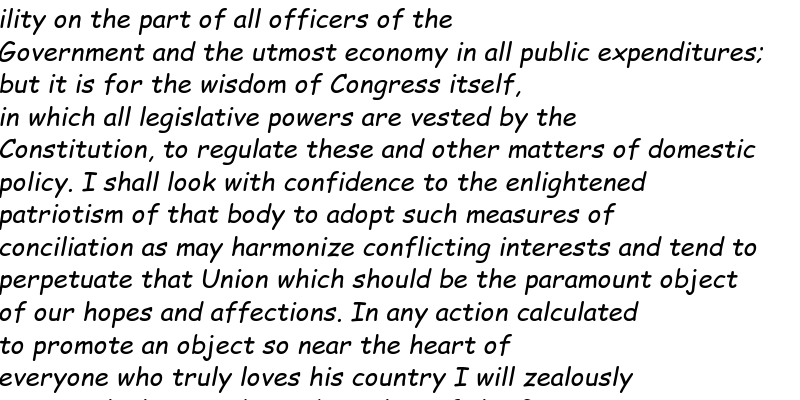 ility on the part of all officers of the
Government and the utmost economy in all public expenditures;
but it is for the wisdom of Congress itself,
in which all legislative powers are vested by the
Constitution, to regulate these and other matters of domestic
policy. I shall look with confidence to the enlightened
patriotism of that body to adopt such measures of
conciliation as may harmonize conflicting interests and tend to
perpetuate that Union which should be the paramount object
of our hopes and affections. In any action calculated
to promote an object so near the heart of
everyone who truly loves his country I will zealously